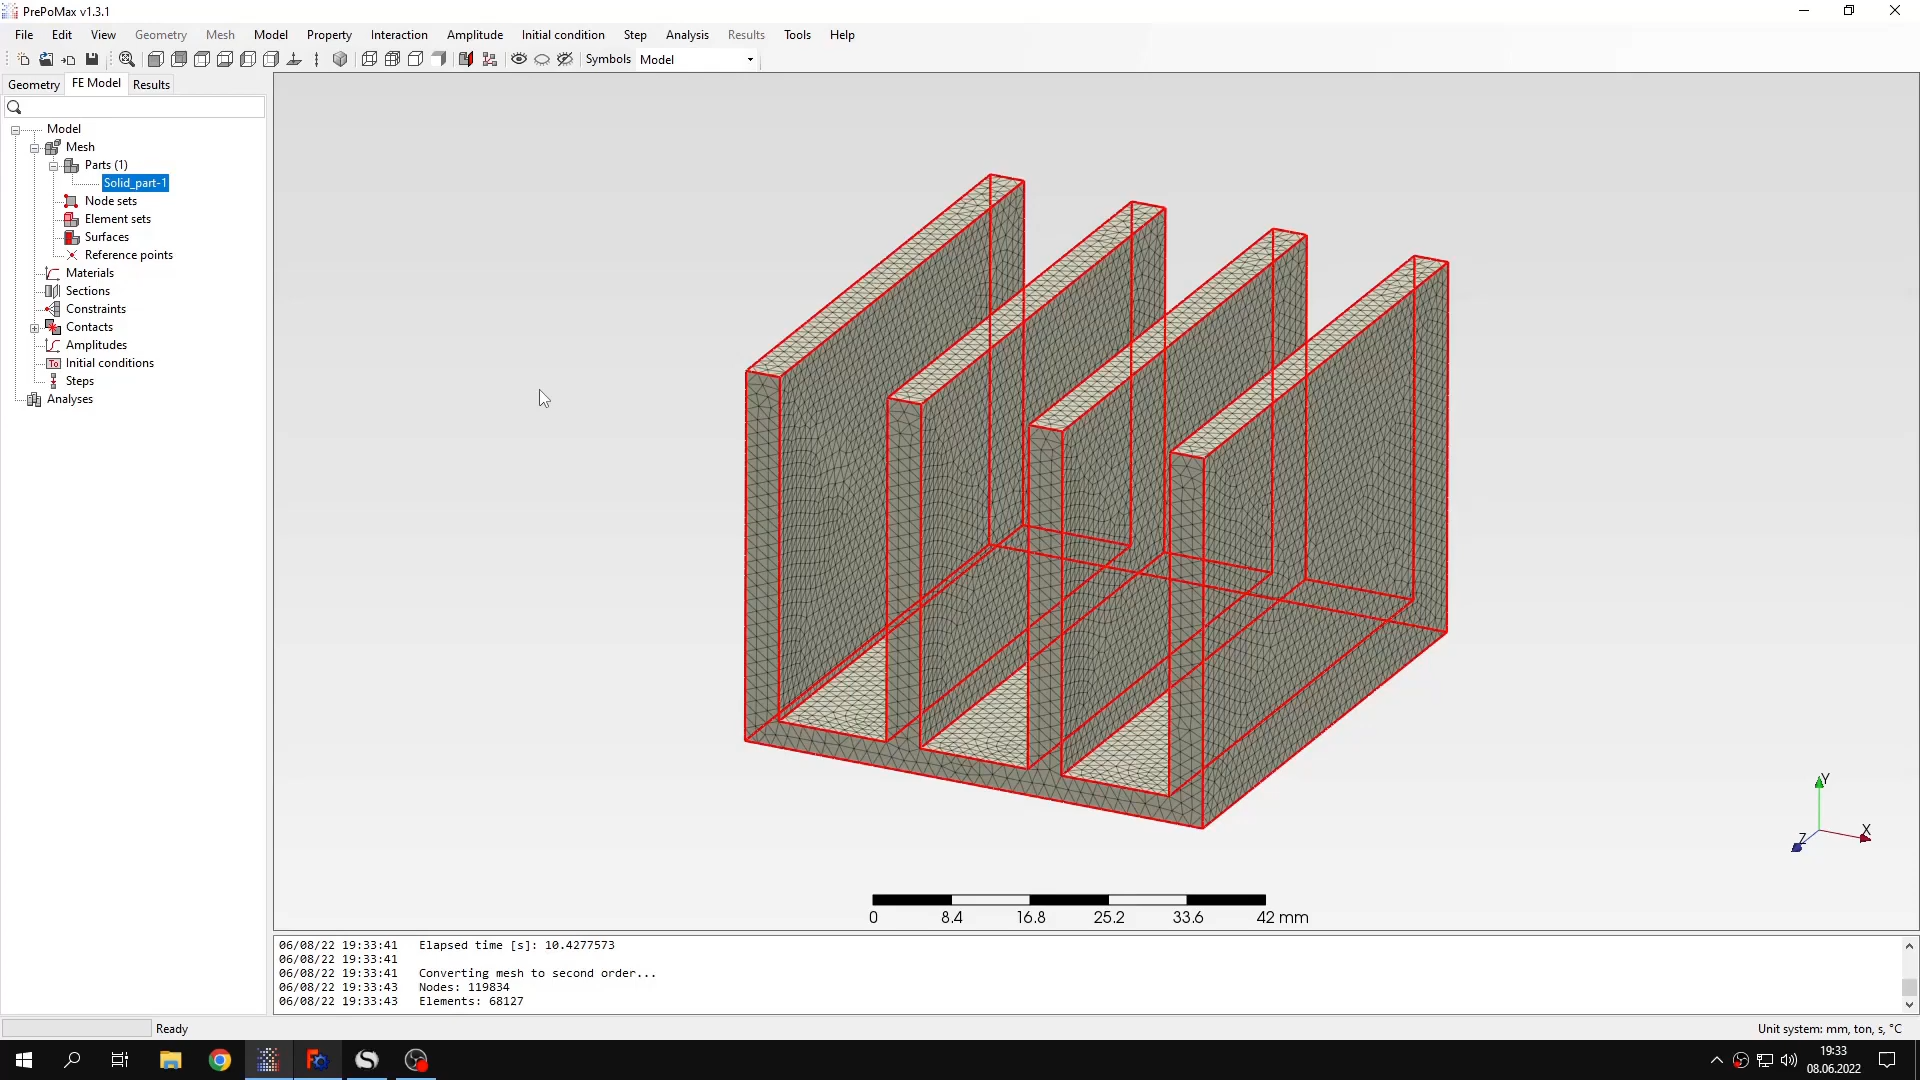 PrePoMax v1.3.1
File Edit View Geometry Mesh Model Property Interaction Amplitude Initial condition Step Analysis Results Tools Help
Symbols Model
Geometry FE Model Results
Model
Mesh
Parts (1)
Solid_part-1
Node sets
Element sets
Surfaces
Reference points
Materials
Sections
Constraints
Contacts
Amplitudes
Initial conditions
Steps
Analyses
Y
X
Z
0 8.4 16.8 25.2 33.6 42 mm
06/08/22 19:33:41 Elapsed time [s]: 10.4277573
06/08/22 19:33:41
06/08/22 19:33:41 Converting mesh to second order...
06/08/22 19:33:43 Nodes: 119834
06/08/22 19:33:43 Elements: 68127
Ready
Unit system: mm, ton, s, °C
19:33
08.06.2022